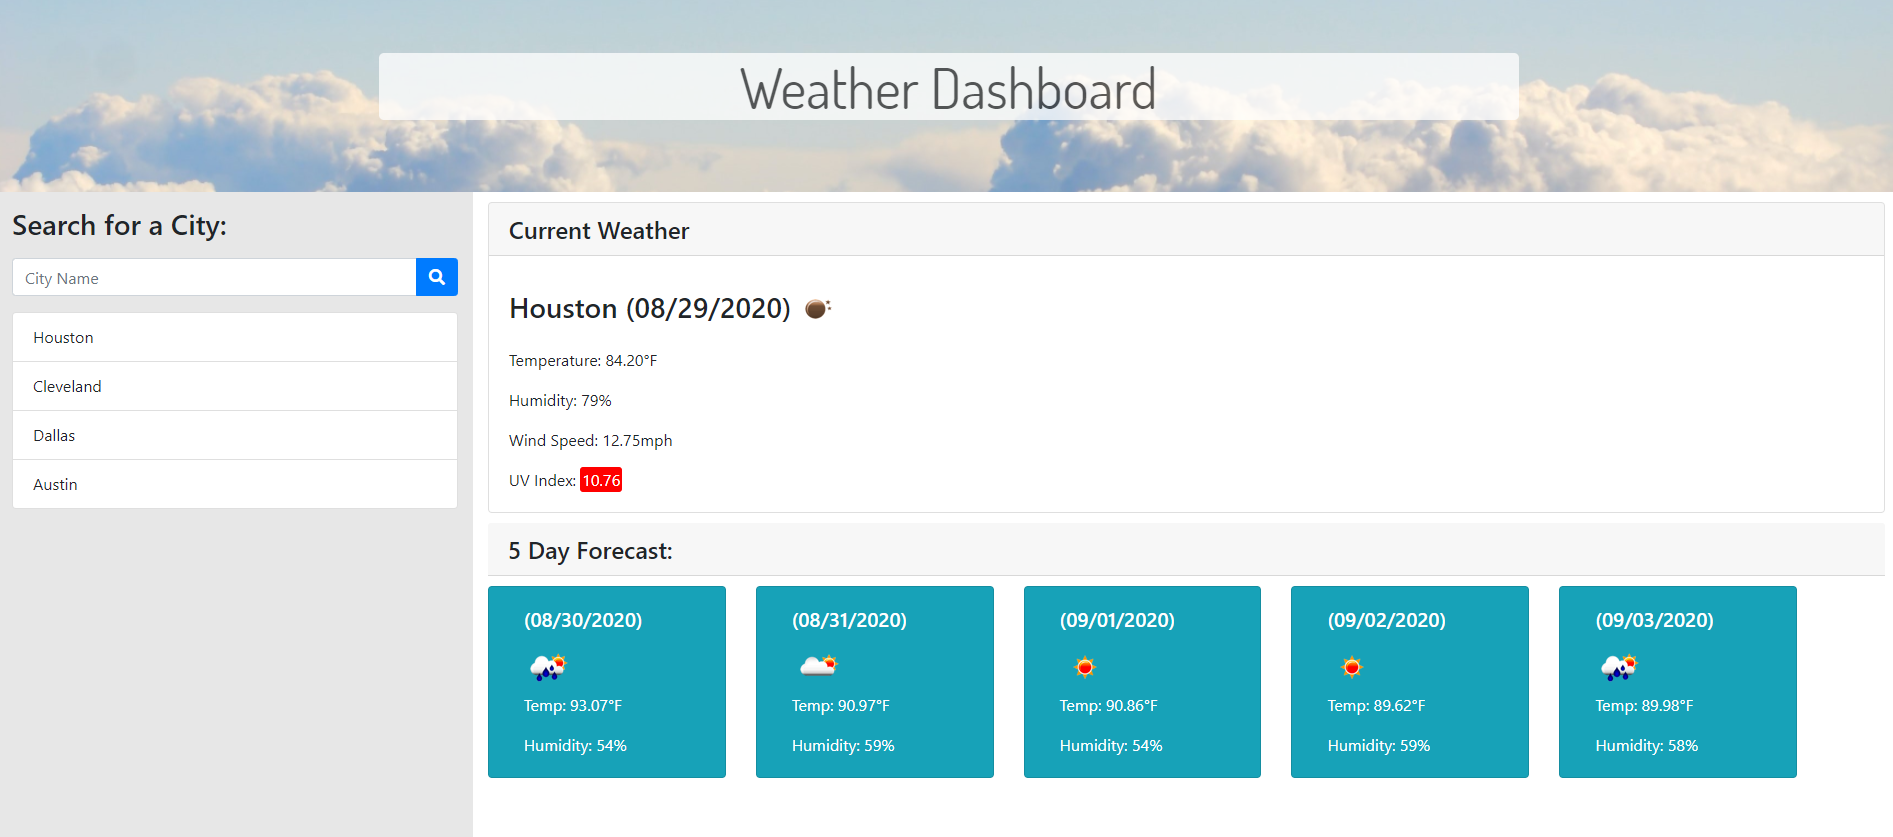 Weather Dashboard
Search for a City:
City Name
Houston
Cleveland
Dallas
Austin
Current Weather
Houston (08/29/2020)
Temperature: 84.20°F
Humidity: 79%
Wind Speed: 12.75mph
UV Index: 10.76
5 Day Forecast:
(08/30/2020)
Temp: 93.07°F
Humidity: 54%
(08/31/2020)
Temp: 90.97°F
Humidity: 59%
(09/01/2020)
Temp: 90.86°F
Humidity: 54%
(09/02/2020)
Temp: 89.62°F
Humidity: 59%
(09/03/2020)
Temp: 89.98°F
Humidity: 58%